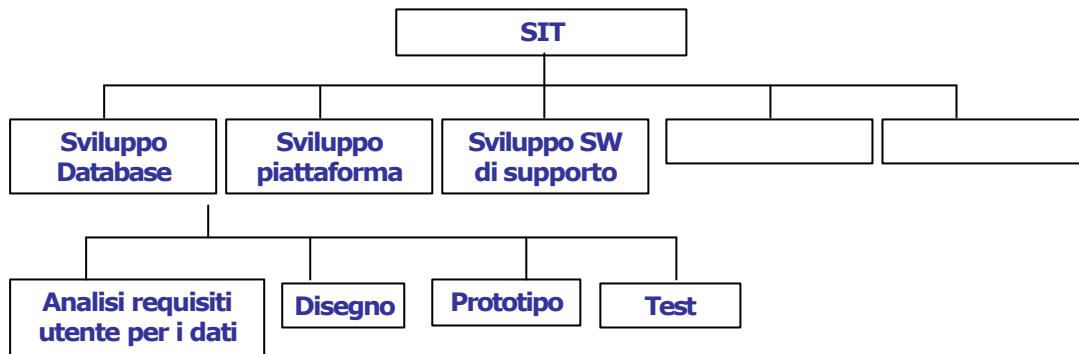 SIT
Sviluppo
Database
Sviluppo
piattaforma
Sviluppo SW
di supporto
Analisi requisiti
utente per i dati
Disegno
Prototipo
Test